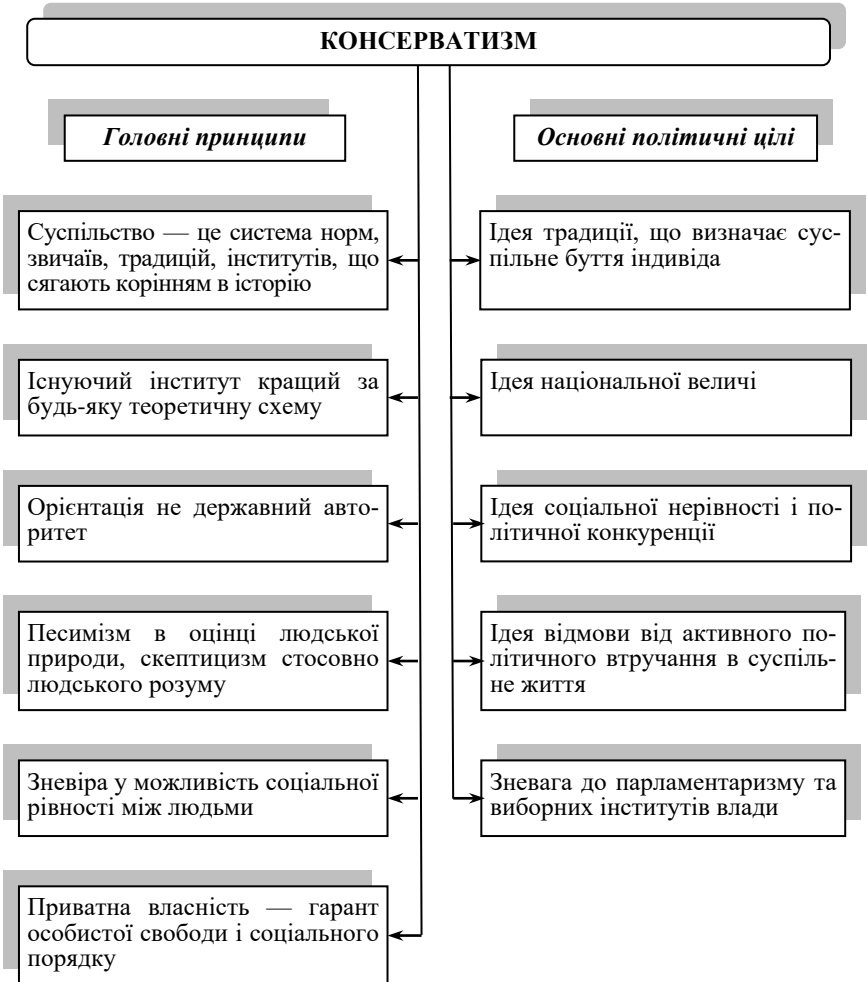 КОНСЕРВАТИЗМ
Головні принципи
Суспільство — це система норм,
звичаїв, традицій, інститутів, що
сягають корінням в історію
Існуючий інститут кращий за
будь-яку теоретичну схему
Орієнтація не державний авто-
ритет
Песимізм в оцінці людської
природи, скептицизм стосовно
людського розуму
Зневіра у можливість соціальної
рівності між людьми
Приватна власність — гарант
особистої свободи і соціального
порядку
Основні політичні цілі
Ідея традиції, що визначає сус-
пільне буття індивіда
Ідея національної величі
Ідея соціальної нерівності і по-
літичної конкуренції
Ідея відмови від активного по-
літичного втручання в суспіль-
не життя
Зневага до парламентаризму та
виборних інститутів влади